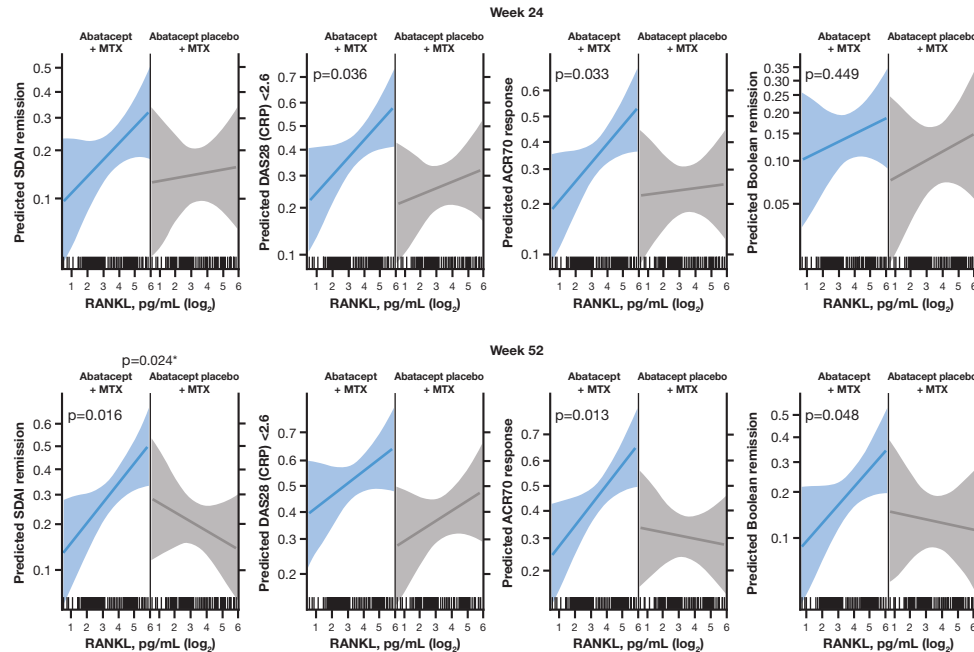 Week 24
Abatacept + MTX
Abatacept placebo + MTX
Predicted SDAI remission
0.5
0.4
0.3
0.2
0.1
1 2 3 4 5 6 1 2 3 4 5 6
RANKL, pg/mL (log2)
Abatacept + MTX
Abatacept placebo + MTX
p=0.036
Predicted DAS28 (CRP) <2.6
0.7
0.6
0.5
0.4
0.3
0.2
0.1
1 2 3 4 5 6 1 2 3 4 5 6
RANKL, pg/mL (log2)
Abatacept + MTX
Abatacept placebo + MTX
p=0.033
Predicted ACR70 response
0.6
0.5
0.4
0.3
0.2
0.1
1 2 3 4 5 6 1 2 3 4 5 6
RANKL, pg/mL (log2)
Abatacept + MTX
Abatacept placebo + MTX
p=0.449
Predicted Boolean remission
0.35
0.30
0.25
0.20
0.15
0.10
0.05
1 2 3 4 5 6 1 2 3 4 5 6
RANKL, pg/mL (log2)
Week 52
p=0.024*
Abatacept + MTX
Abatacept placebo + MTX
p=0.016
Predicted SDAI remission
0.6
0.5
0.4
0.3
0.2
0.1
1 2 3 4 5 6 1 2 3 4 5 6
RANKL, pg/mL (log2)
Abatacept + MTX
Abatacept placebo + MTX
Predicted DAS28 (CRP) <2.6
0.7
0.6
0.5
0.4
0.3
0.2
1 2 3 4 5 6 1 2 3 4 5 6
RANKL, pg/mL (log2)
Abatacept + MTX
Abatacept placebo + MTX
p=0.013
Predicted ACR70 response
0.7
0.6
0.5
0.4
0.3
0.2
1 2 3 4 5 6 1 2 3 4 5 6
RANKL, pg/mL (log2)
Abatacept + MTX
Abatacept placebo + MTX
p=0.048
Predicted Boolean remission
0.5
0.4
0.3
0.2
0.1
1 2 3 4 5 6 1 2 3 4 5 6
RANKL, pg/mL (log2)